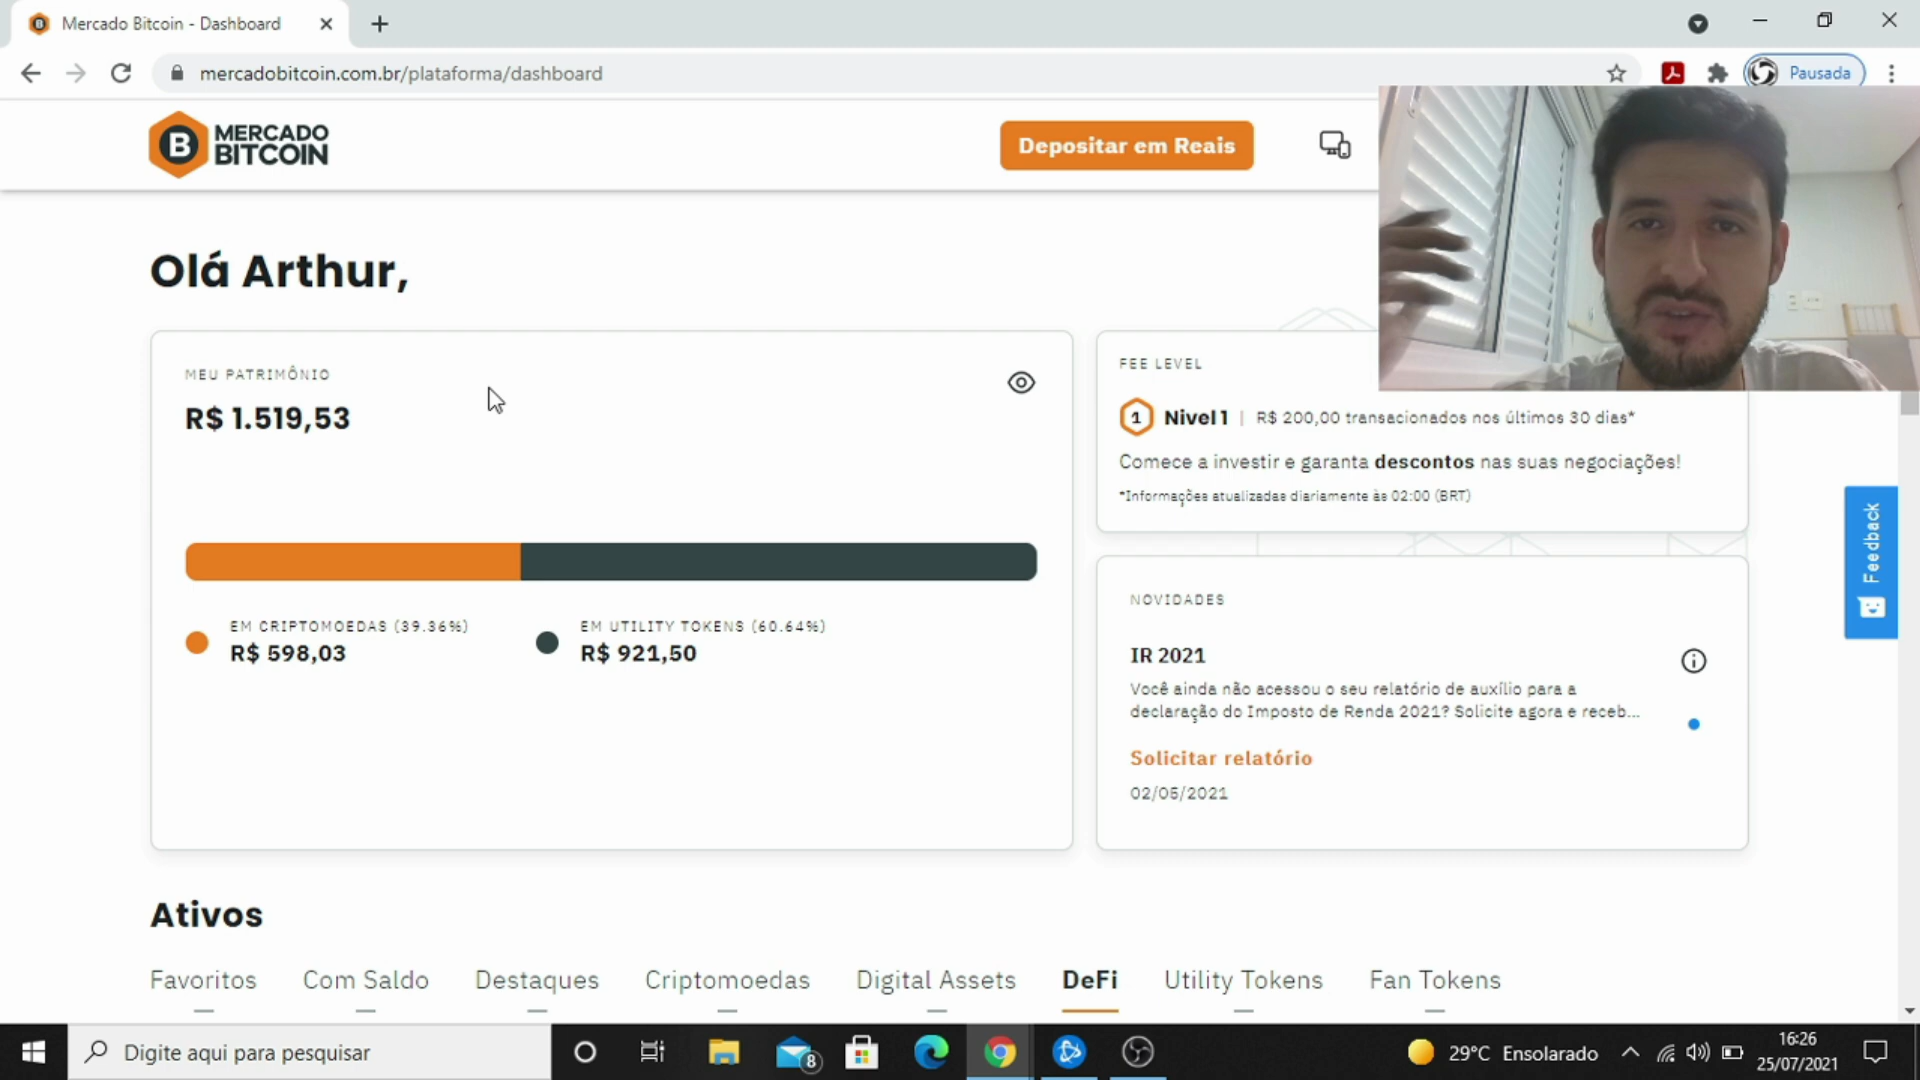 Mercado Bitcoin - Dashboard
mercadobitcoin.com.br/plataforma/dashboard
Pausada
MERCADO
BITCOIN
Depositar em Reais
Olá Arthur,
MEU PATRIMÔNIO
R$ 1.519,53
EM CRIPTOMOEDAS (39.36%)
R$ 598,03
EM UTILITY TOKENS (60.64%)
R$ 921,50
FEE LEVEL
1 Nivel 1 | R$ 200,00 transacionados nos últimos 30 dias*
Comece a investir e garanta descontos nas suas negociações!
*Informações atualizadas diariamente às 02:00 (BRT)
NOVIDADES
IR 2021
Você ainda não acessou o seu relatório de auxílio para a
declaração do Imposto de Renda 2021? Solicite agora e receb...
Solicitar relatório
02/05/2021
Feedback
Ativos
Favoritos Com Saldo Destaques Criptomoedas Digital Assets DeFi Utility Tokens Fan Tokens
Digite aqui para pesquisar
8
29°C Ensolarado
16:26
25/07/2021